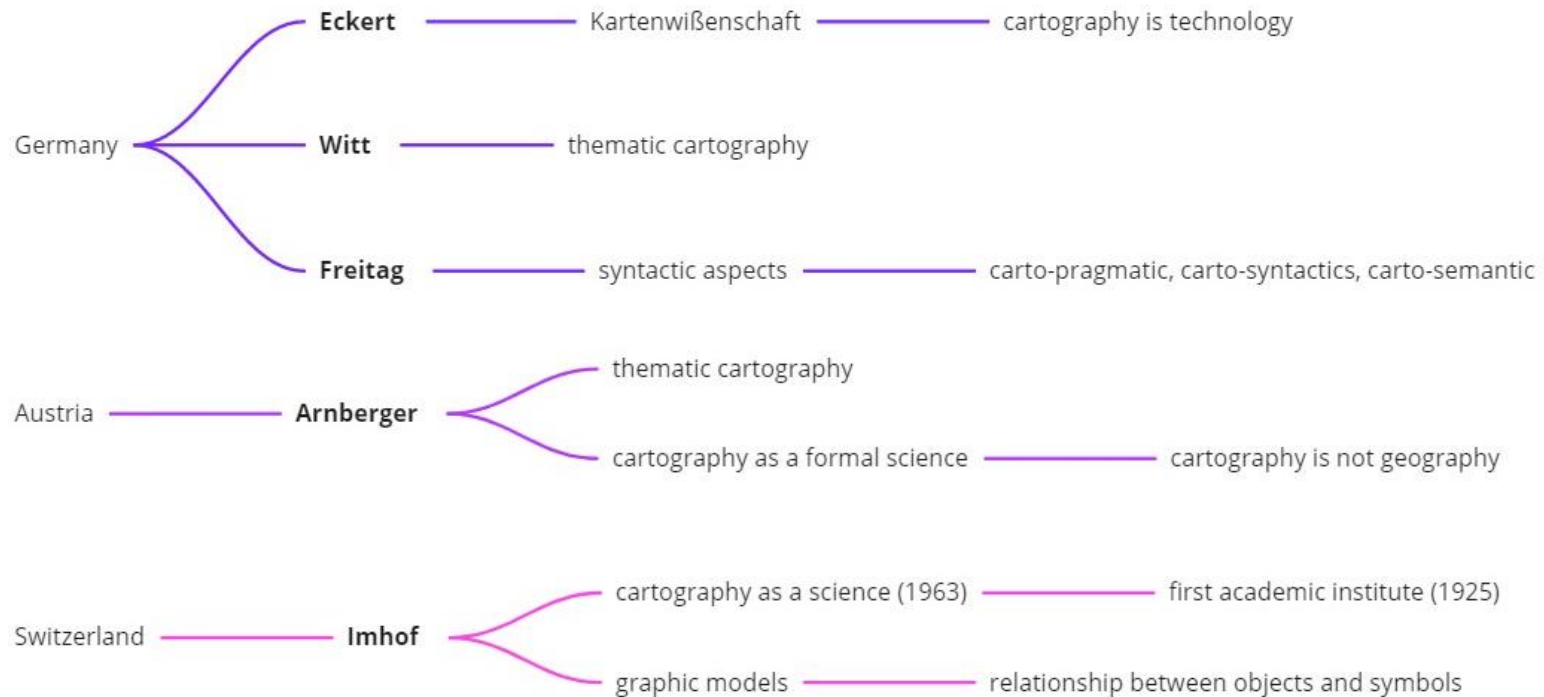 Eckert Kartenwißenschaft cartography is technology
Germany Witt thematic cartography
Freitag syntactic aspects carto-pragmatic, carto-syntactics, carto-semantic
thematic cartography
Austria Arnberger
cartography as a formal science cartography is not geography
cartography as a science (1963) first academic institute (1925)
Switzerland Imhof
graphic models relationship between objects and symbols